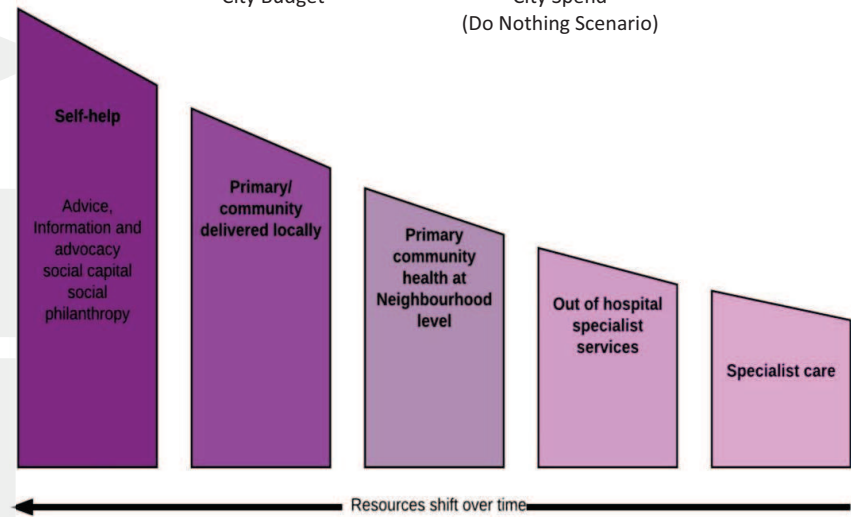 City Budget
City Spend
(Do Nothing Scenario)
Self-help
Advice,
Information and
advocacy
social capital
social
philanthropy
Primary/
community
delivered locally
Primary
community
health at
Neighbourhood
level
Out of hospital
specialist
services
Specialist care
Resources shift over time